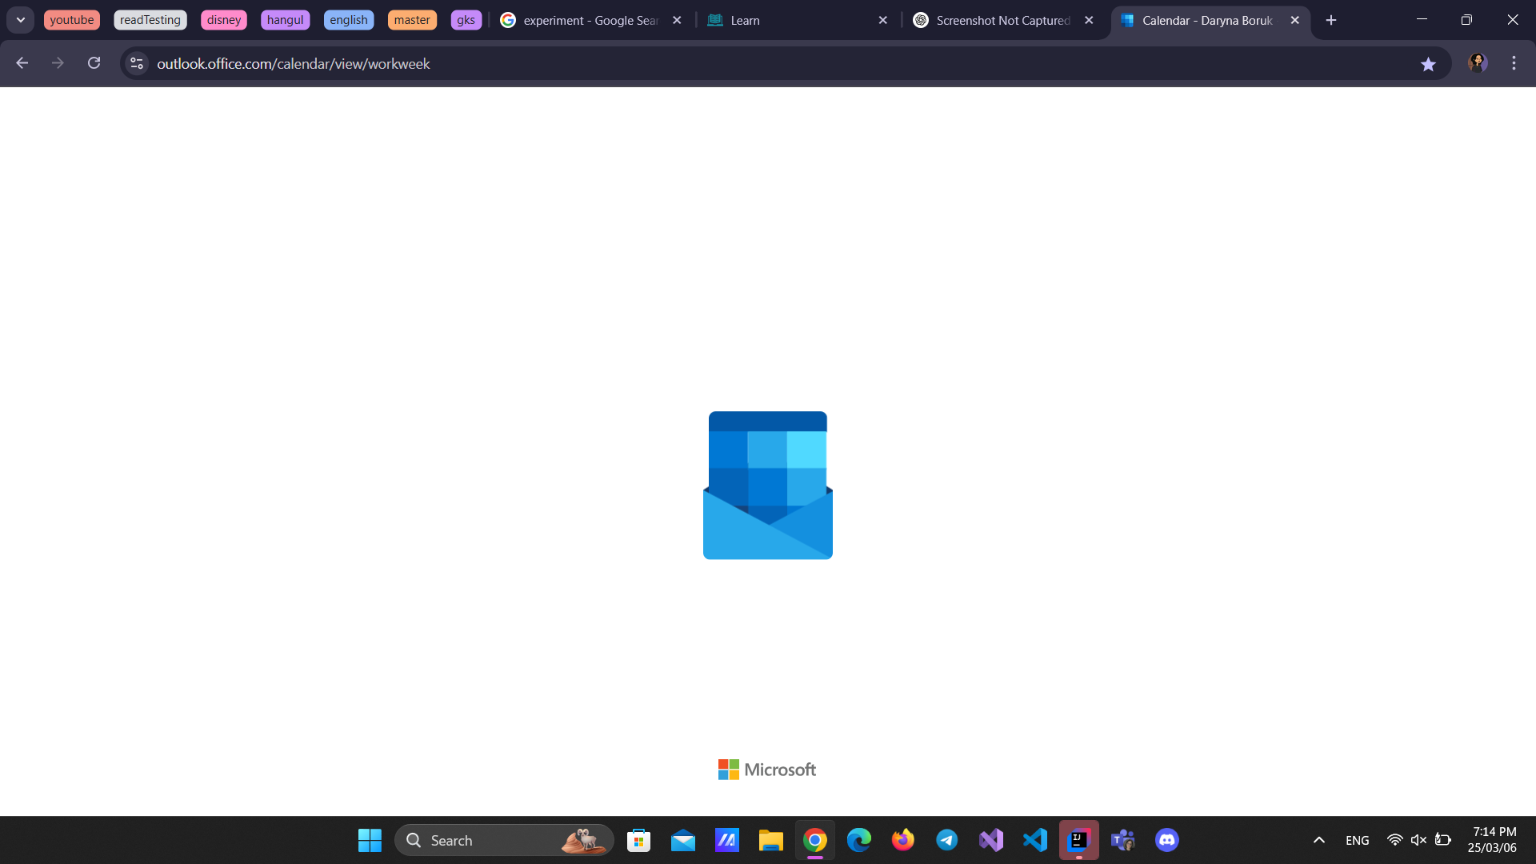 youtube
readTesting
disney
hangul
english
master
gks
experiment - Google Sear
Learn
Screenshot Not Captured
Calendar - Daryna Boruk
outlook.office.com/calendar/view/workweek
Microsoft
Search
ENG
7:14 PM
25/03/06